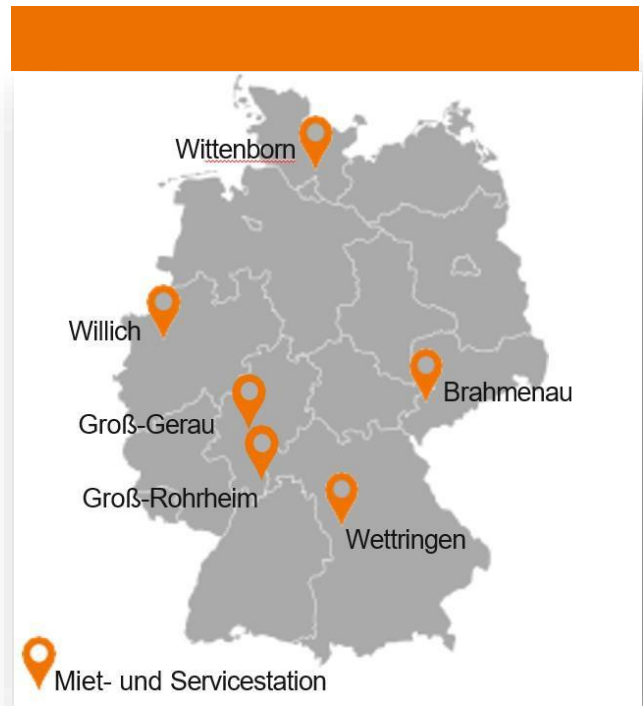 Wittenborn
Willich
Brahmenau
Groß-Gerau
Groß-Rohrheim
Wettringen
Miet- und Servicestation